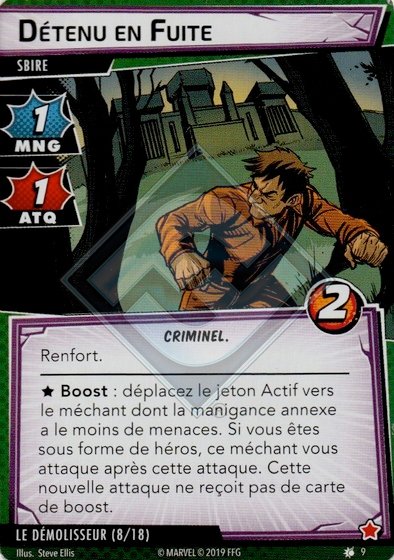 DÉTENU EN FUITE
SBIRE
1
MNG
1
ATQ
2
CRIMINEL.
Renfort.
★ Boost : déplacez le jeton Actif vers
le méchant dont la manigance annexe
a le moins de menaces. Si vous êtes
sous forme de héros, ce méchant vous
attaque après cette attaque. Cette
nouvelle attaque ne reçoit pas de carte
de boost.
LE DÉMOLISSEUR (8/18)
Illus. Steve Ellis
© MARVEL © 2019 FFG
9